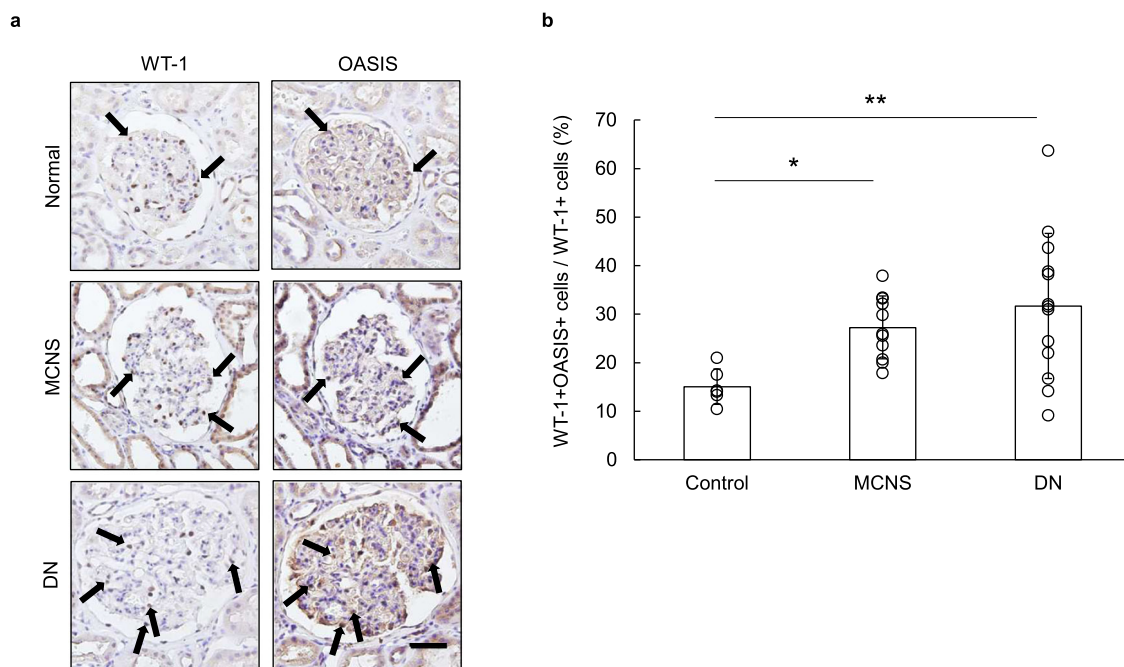 a
WT-1 OASIS
Normal
MCNS
DN
b
WT-1+OASIS+ cells / WT-1+ cells (%)
70
60
50
40
30
20
10
0
**
*
Control MCNS DN